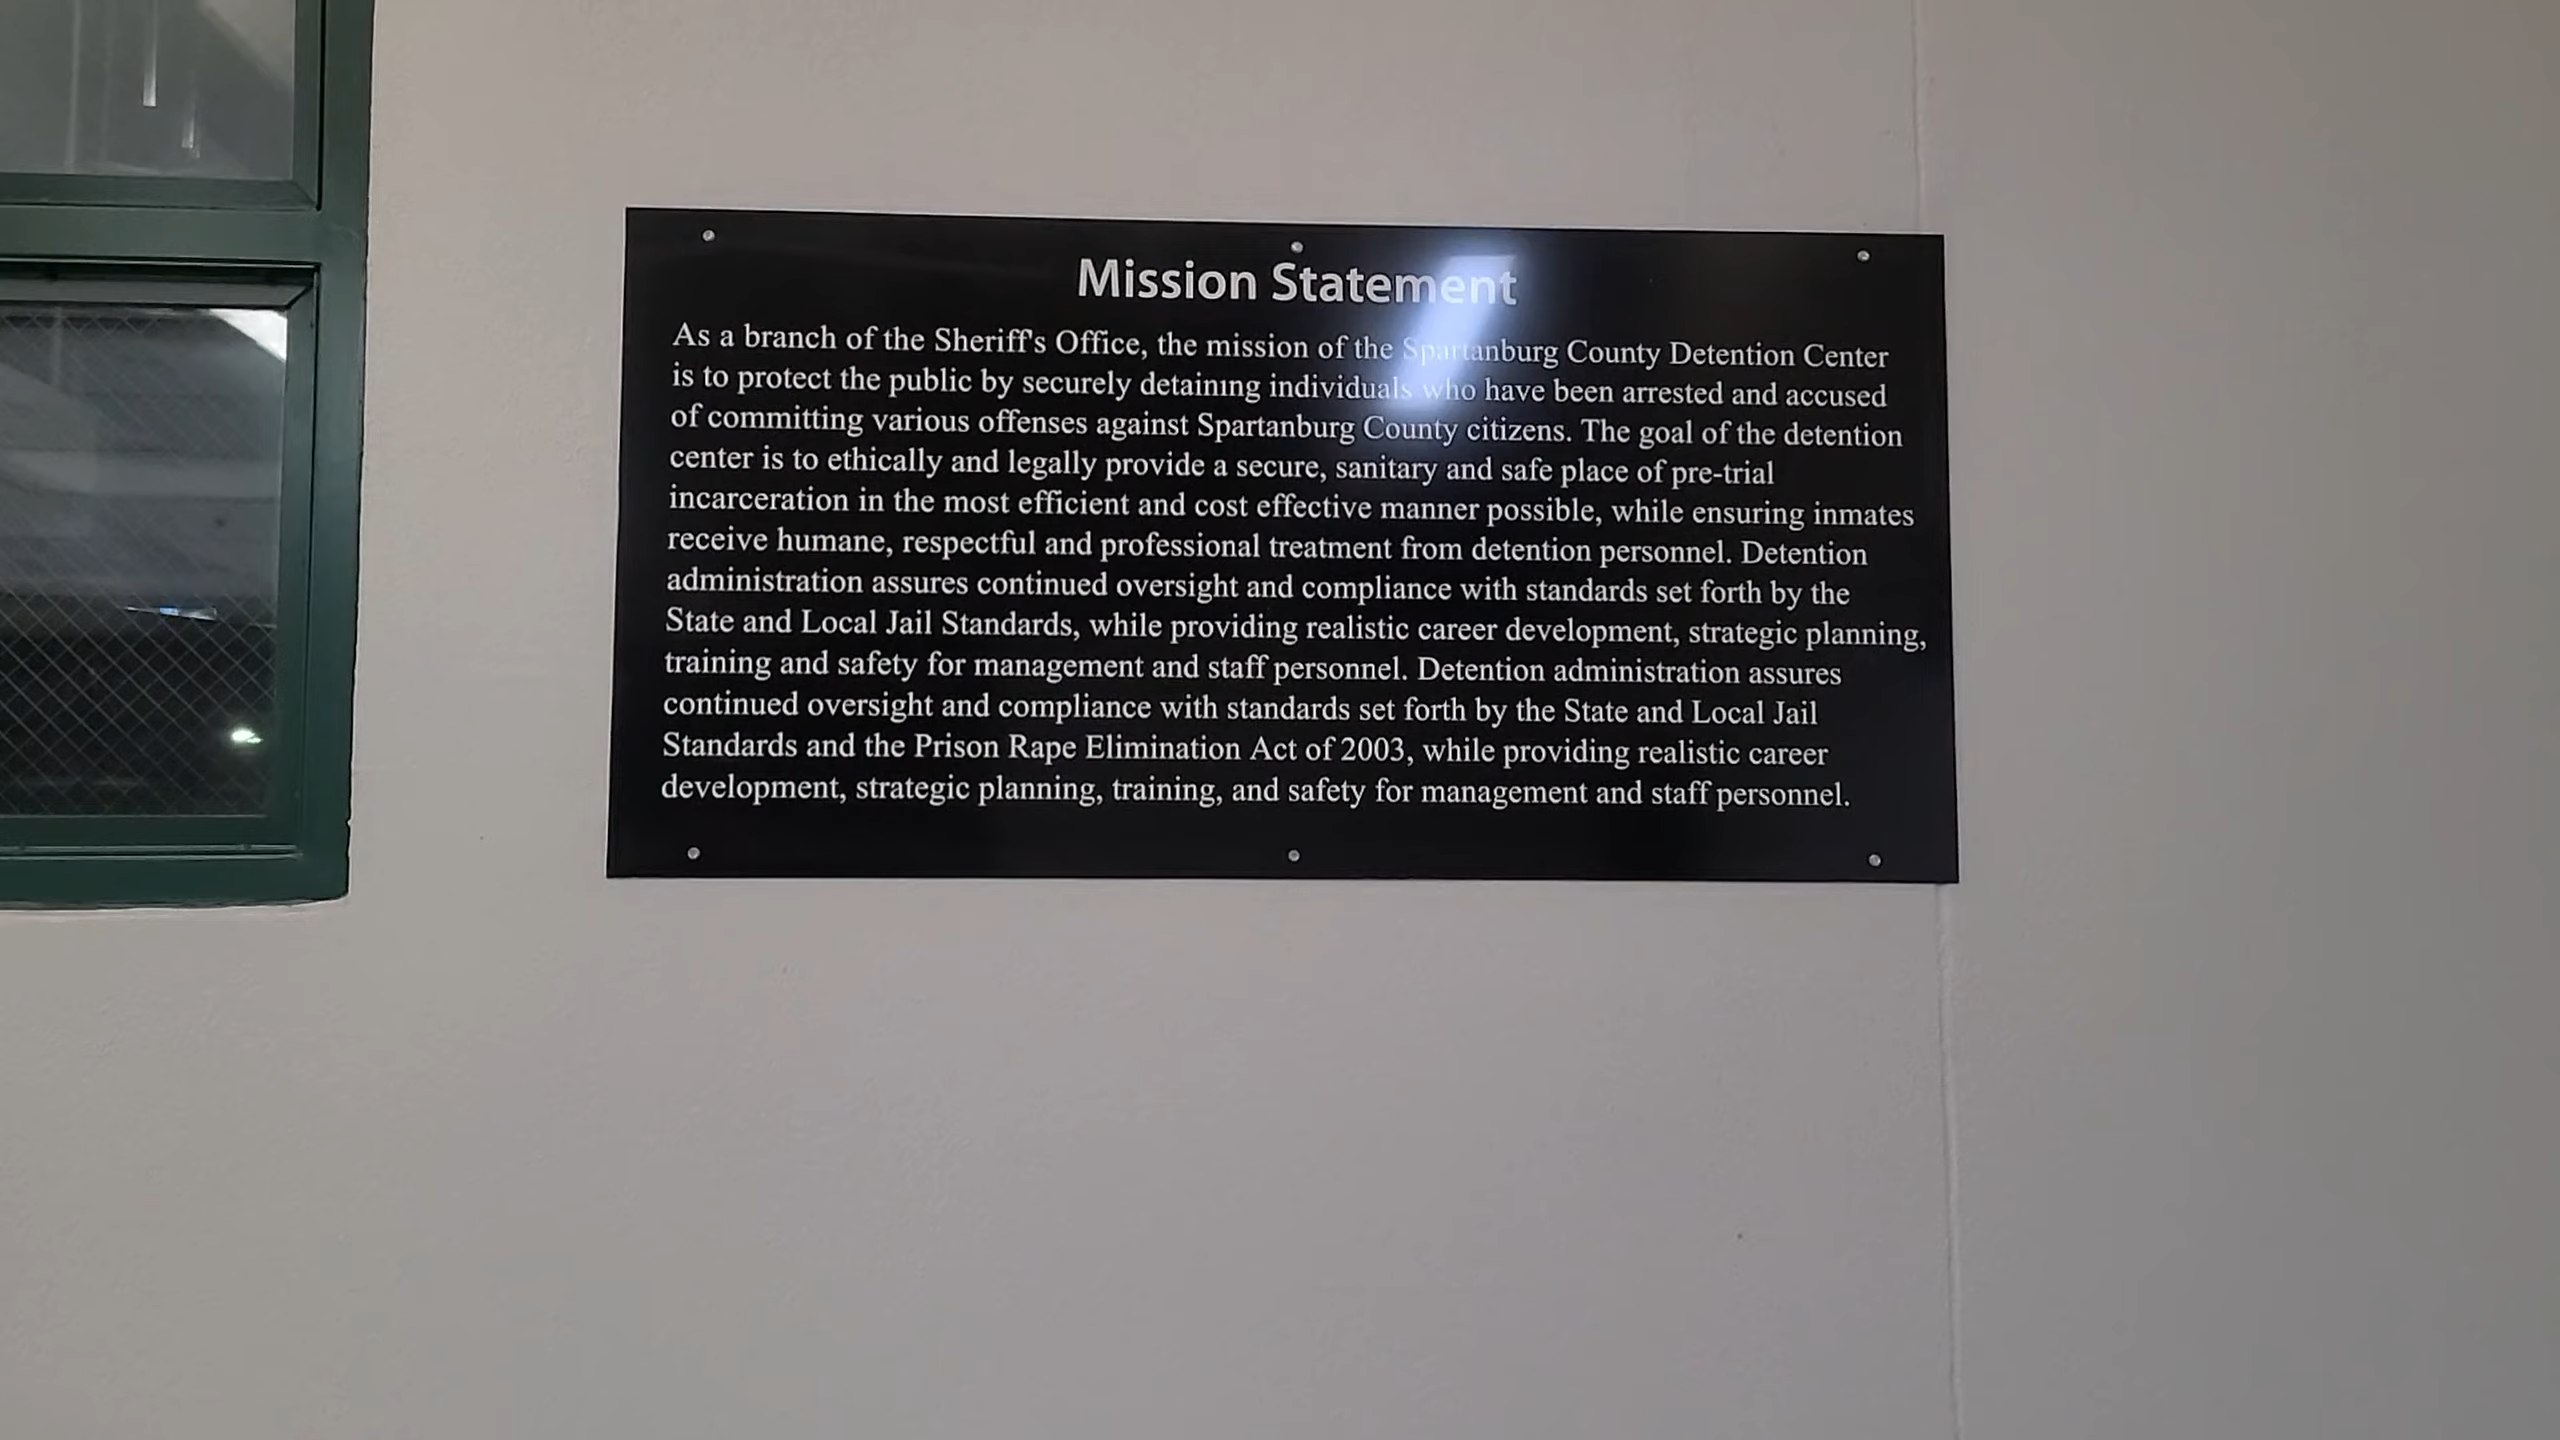 Mission Statement
As a branch of the Sheriff's Office, the mission of the Spartanburg County Detention Center
is to protect the public by securely detaining individuals who have been arrested and accused
of committing various offenses against Spartanburg County citizens. The goal of the detention
center is to ethically and legally provide a secure, sanitary and safe place of pre-trial
incarceration in the most efficient and cost effective manner possible, while ensuring inmates
receive humane, respectful and professional treatment from detention personnel. Detention
administration assures continued oversight and compliance with standards set forth by the
State and Local Jail Standards, while providing realistic career development, strategic planning,
training and safety for management and staff personnel. Detention administration assures
continued oversight and compliance with standards set forth by the State and Local Jail
Standards and the Prison Rape Elimination Act of 2003, while providing realistic career
development, strategic planning, training, and safety for management and staff personnel.